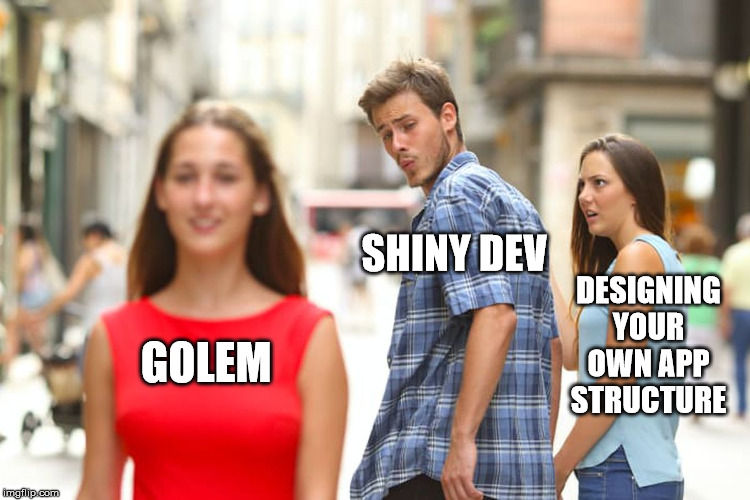 SHINY DEV
GOLEM
DESIGNING
YOUR
OWN APP
STRUCTURE
imgflip.com